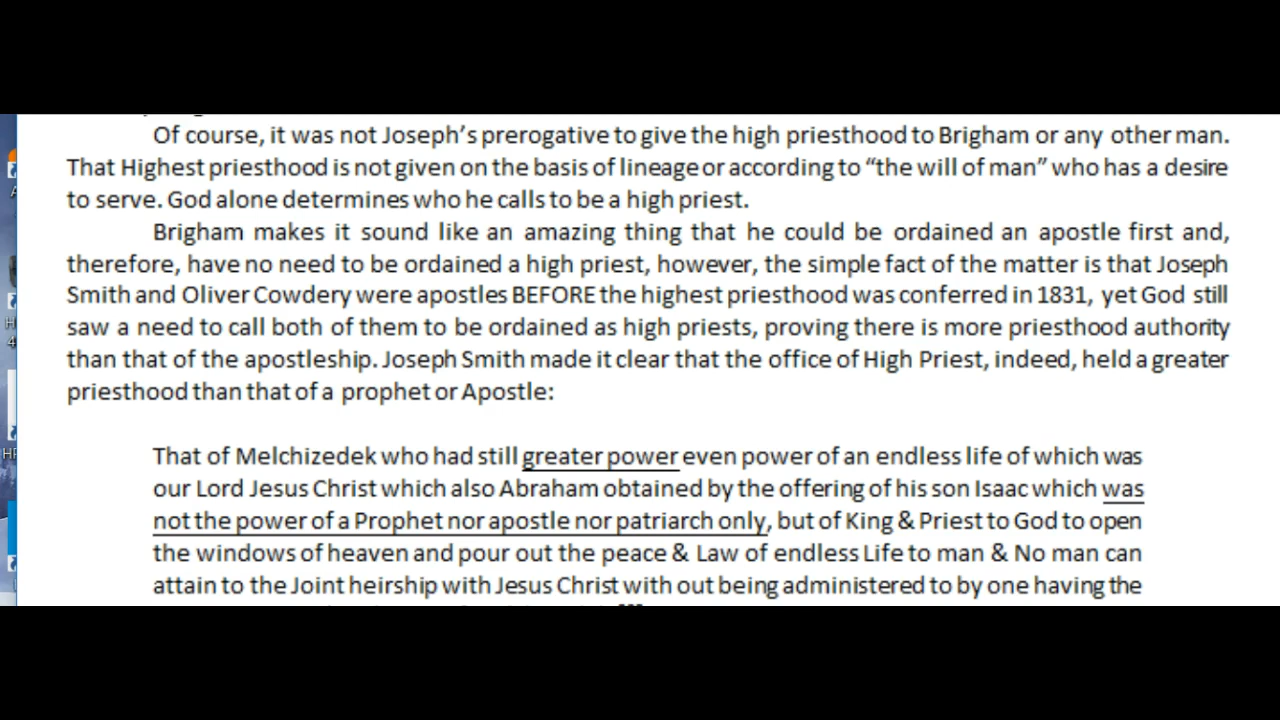 Of course, it was not Joseph's prerogative to give the high priesthood to Brigham or any other man.
That Highest priesthood is not given on the basis of lineage or according to “the will of man” who has a desire
to serve. God alone determines who he calls to be a high priest.
Brigham makes it sound like an amazing thing that he could be ordained an apostle first and,
therefore, have no need to be ordained a high priest, however, the simple fact of the matter is that Joseph
Smith and Oliver Cowdery were apostles BEFORE the highest priesthood was conferred in 1831, yet God still
saw a need to call both of them to be ordained as high priests, proving there is more priesthood authority
than that of the apostleship. Joseph Smith made it clear that the office of High Priest, indeed, held a greater
priesthood than that of a prophet or Apostle:
That of Melchizedek who had still greater power even power of an endless life of which was
our Lord Jesus Christ which also Abraham obtained by the offering of his son Isaac which was
not the power of a Prophet nor apostle nor patriarch only, but of King & Priest to God to open
the windows of heaven and pour out the peace & Law of endless Life to man & No man can
attain to the Joint heirship with Jesus Christ with out being administered to by one having the